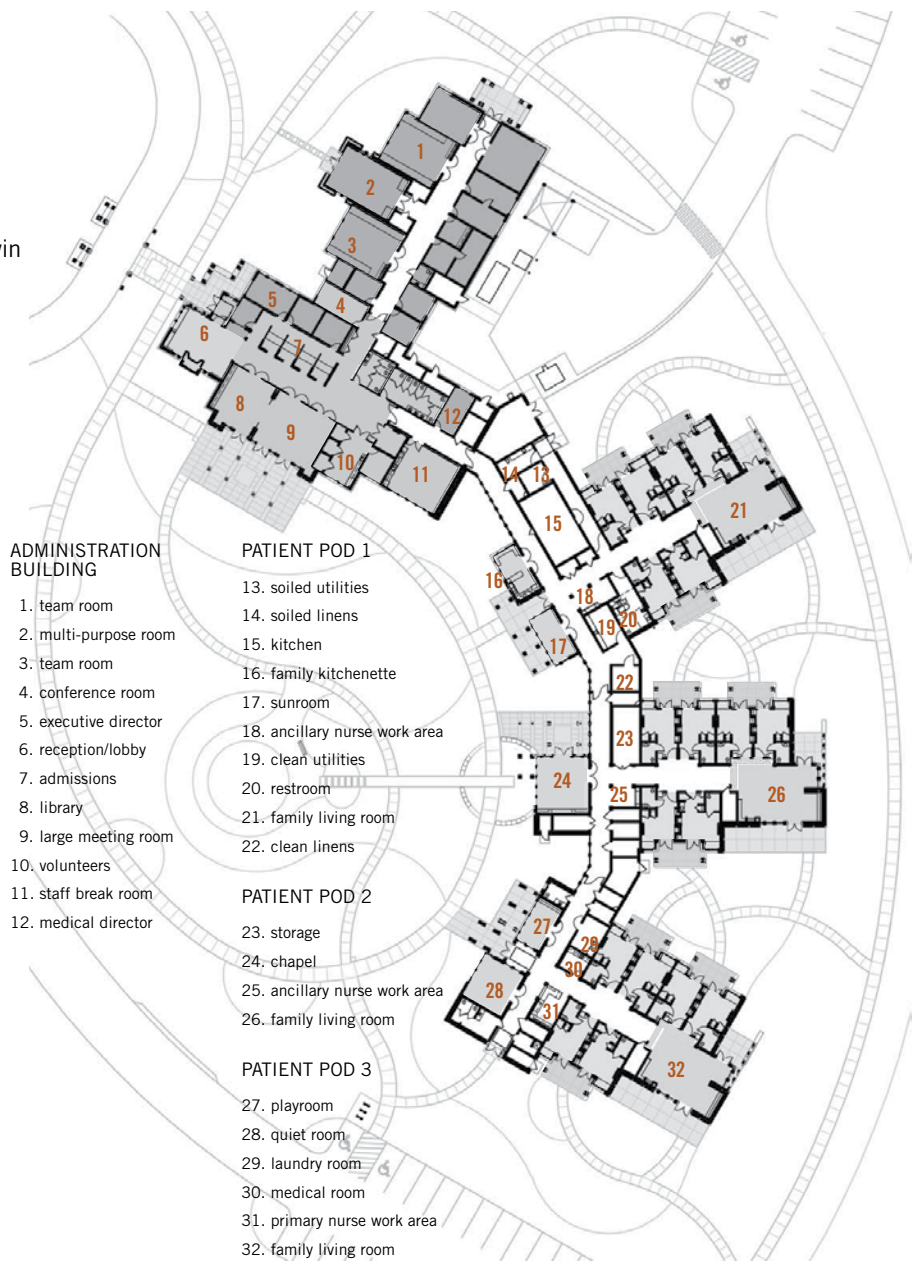 vin
1
2
3
4
5
6
7
8
9
10
11
12
13
14
15
16
17
18
19
20
21
22
23
24
25
26
27
28
29
30
31
32
ADMINISTRATION
BUILDING
1. team room
2. multi-purpose room
3. team room
4. conference room
5. executive director
6. reception/lobby
7. admissions
8. library
9. large meeting room
10. volunteers
11. staff break room
12. medical director
PATIENT POD 1
13. soiled utilities
14. soiled linens
15. kitchen
16. family kitchenette
17. sunroom
18. ancillary nurse work area
19. clean utilities
20. restroom
21. family living room
22. clean linens
PATIENT POD 2
23. storage
24. chapel
25. ancillary nurse work area
26. family living room
PATIENT POD 3
27. playroom
28. quiet room
29. laundry room
30. medical room
31. primary nurse work area
32. family living room